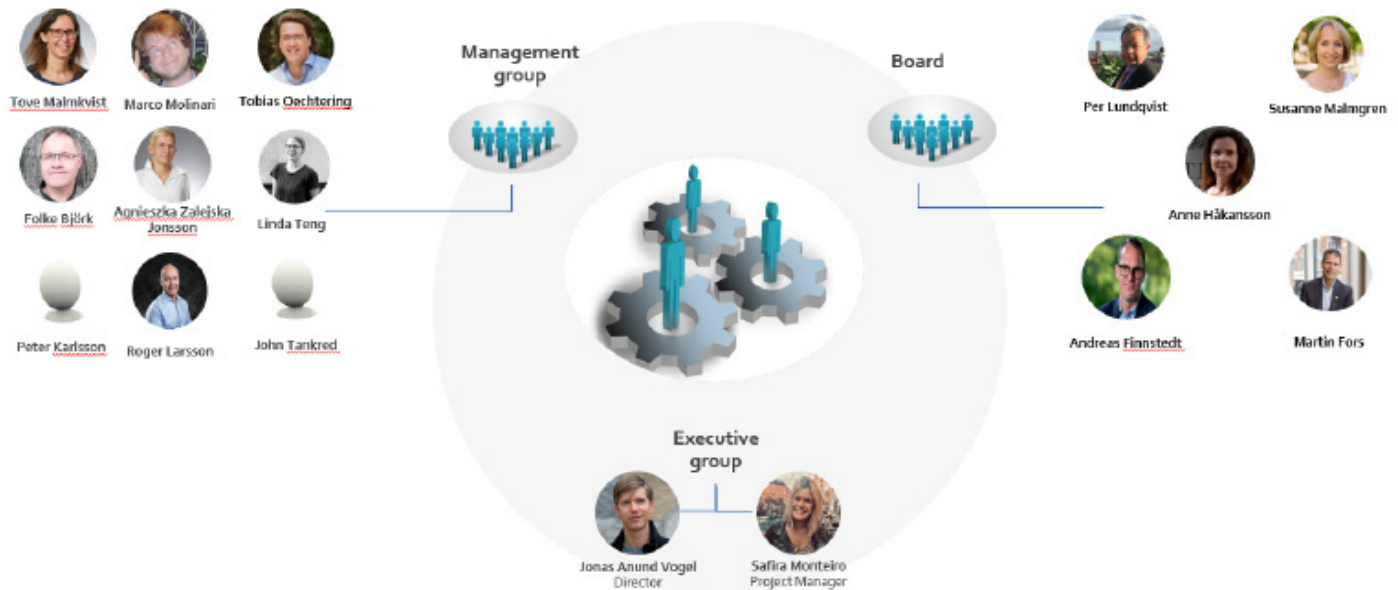 Management
group
Board
Tove Malmkvist
Marco Molinari
Tobias Oechtering
Folke Björk
Agnieszka Zalejska
Jonsson
Linda Teng
Peter Karlsson
Roger Larsson
John Tankred
Per Lundqvist
Susanne Malmgren
Anne Håkansson
Andreas Finnstedt
Martin Fors
Executive
group
Jonas Anund Vogel
Director
Safira Monteiro
Project Manager